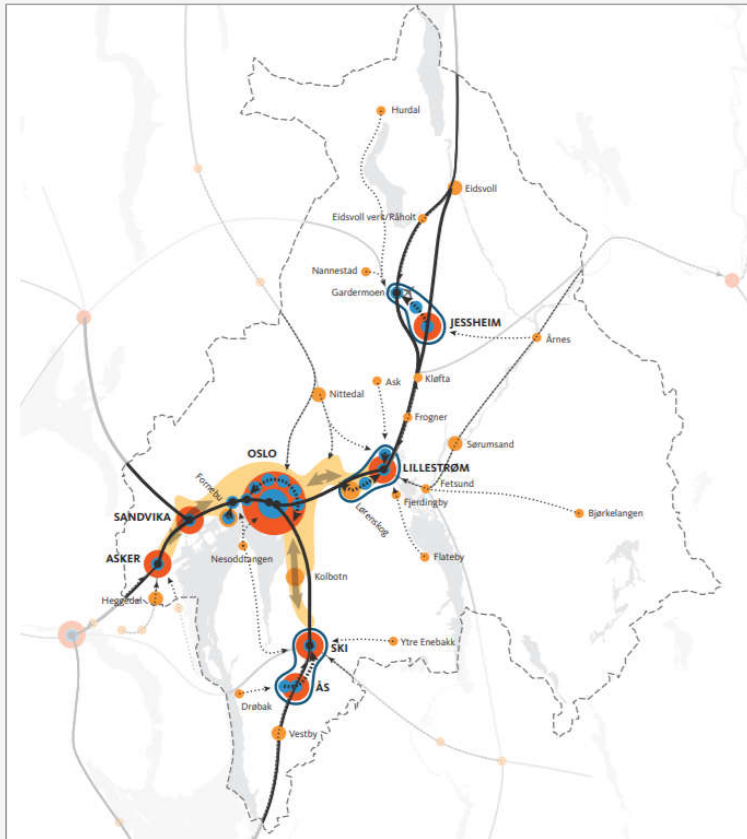 Hurdal
Eidsvoll
Eidsvoll verk/Råholt
Nannestad
Gardermoen
JESSHEIM
Årnes
Ask
Kløfta
Nittedal
Frogner
Sørumsand
OSLO
LILLESTRØM
Fetsund
Fornebu
Fjerdingby
Lørenskog
Bjørkelangen
SANDVIKA
ASKER
Nesoddtangen
Flateby
Kolbotn
Heggedal
SKI
Ytre Enebakk
ÅS
Drøbak
Vestby